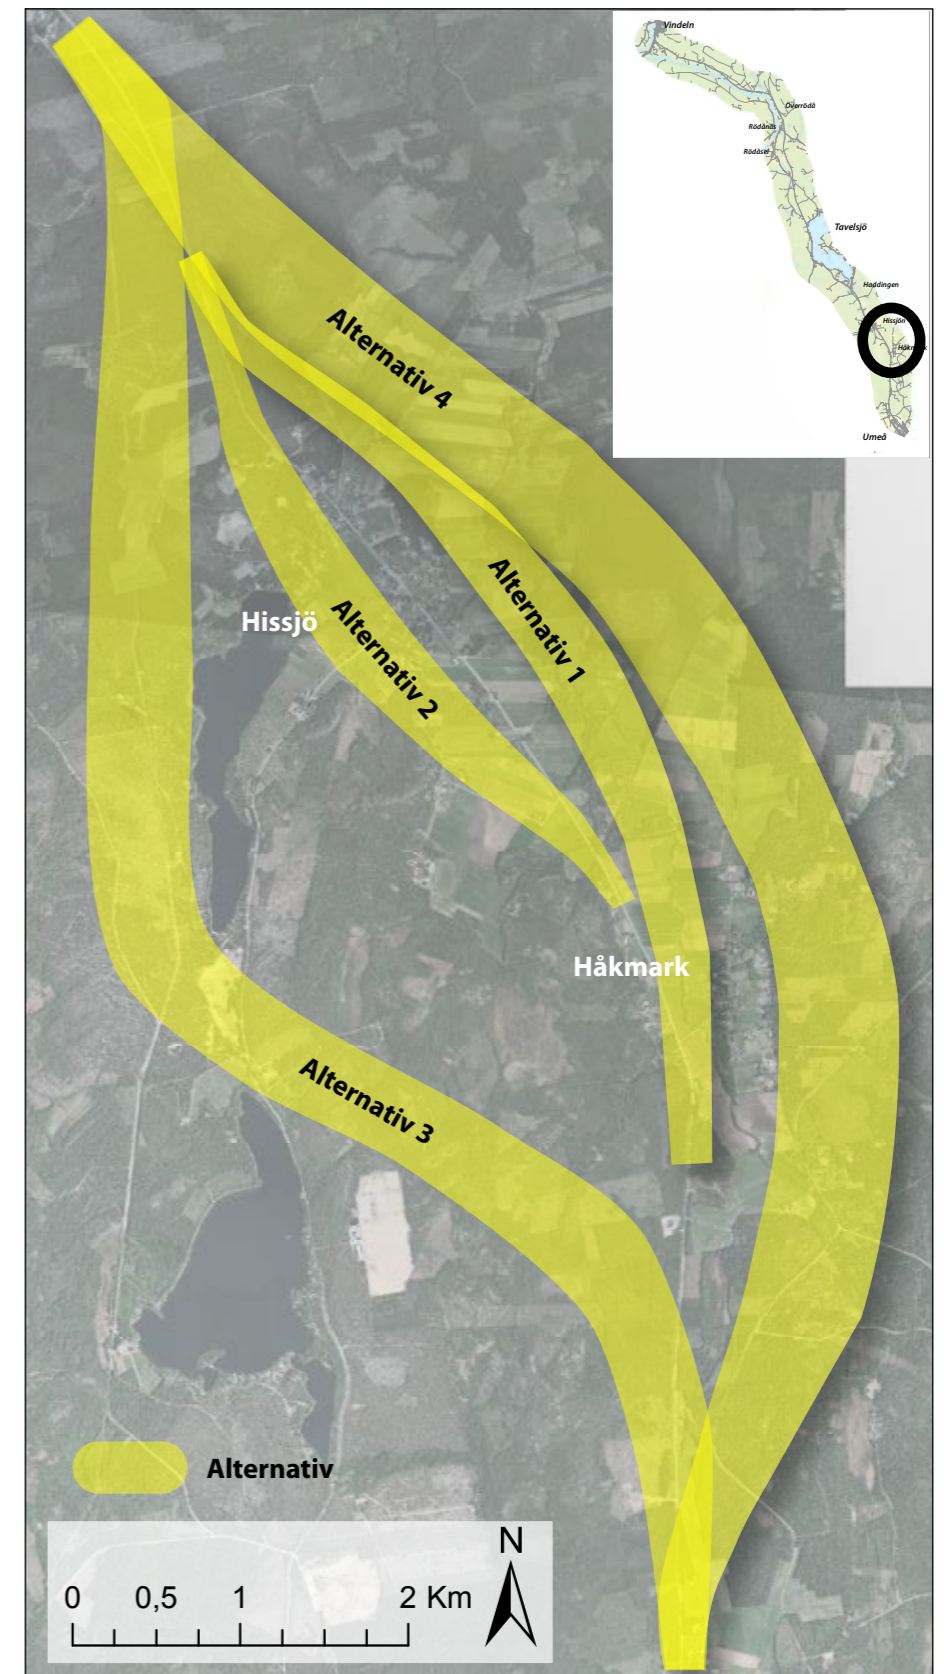 Vindeln
Överrödå
Rödånäs
Rödåsel
Tavelsjö
Haddingen
Hissjön
Umeå
Alternativ 4
Alternativ 1
Hissjö
Alternativ 2
Håkmark
Alternativ 3
Alternativ
N
0 0,5 1 2 Km